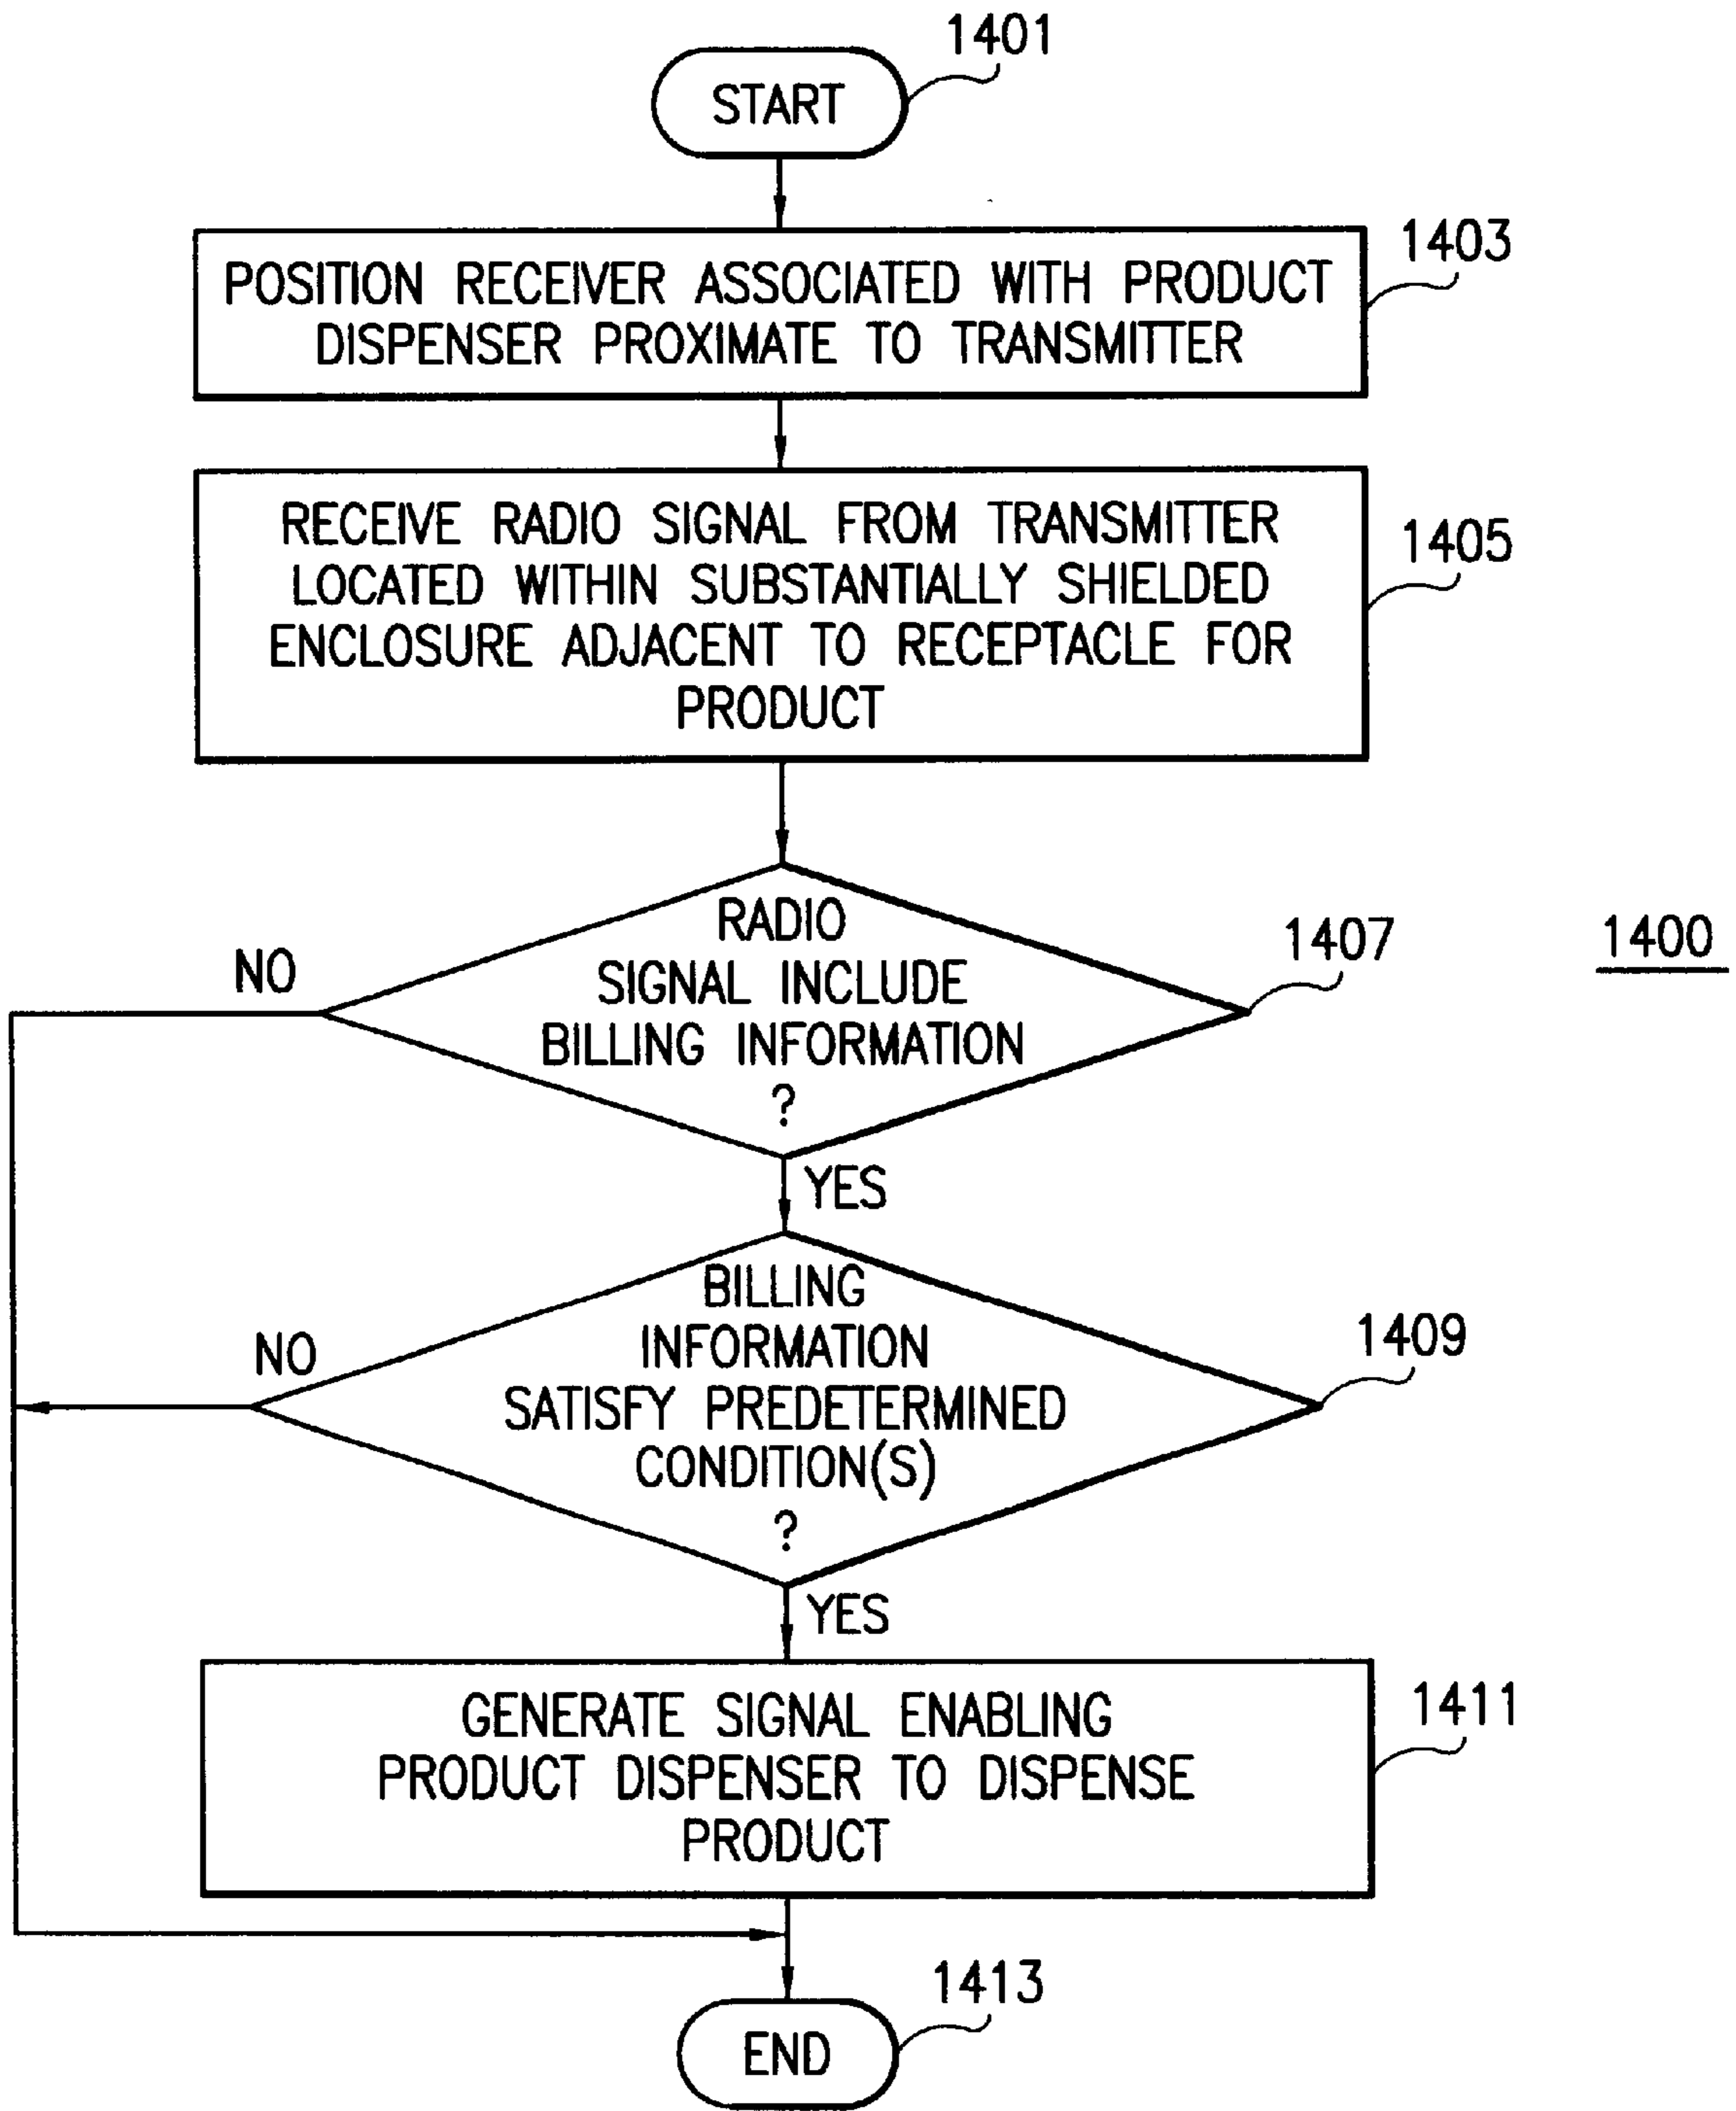 1401
START
1403
POSITION RECEIVER ASSOCIATED WITH PRODUCT
DISPENSER PROXIMATE TO TRANSMITTER
RECEIVE RADIO SIGNAL FROM TRANSMITTER
1405
LOCATED WITHIN SUBSTANTIALLY SHIELDED
ENCLOSURE ADJACENT TO RECEPTACLE FOR
PRODUCT
RADIO
1407
1400
NO
SIGNAL INCLUDE
BILLING INFORMATION
?
YES
BILLING
INFORMATION
1409
NO
SATISFY PREDETERMINED
CONDITION(S)
?
YES
1411
GENERATE SIGNAL ENABLING
PRODUCT DISPENSER TO DISPENSE
PRODUCT
1413
END